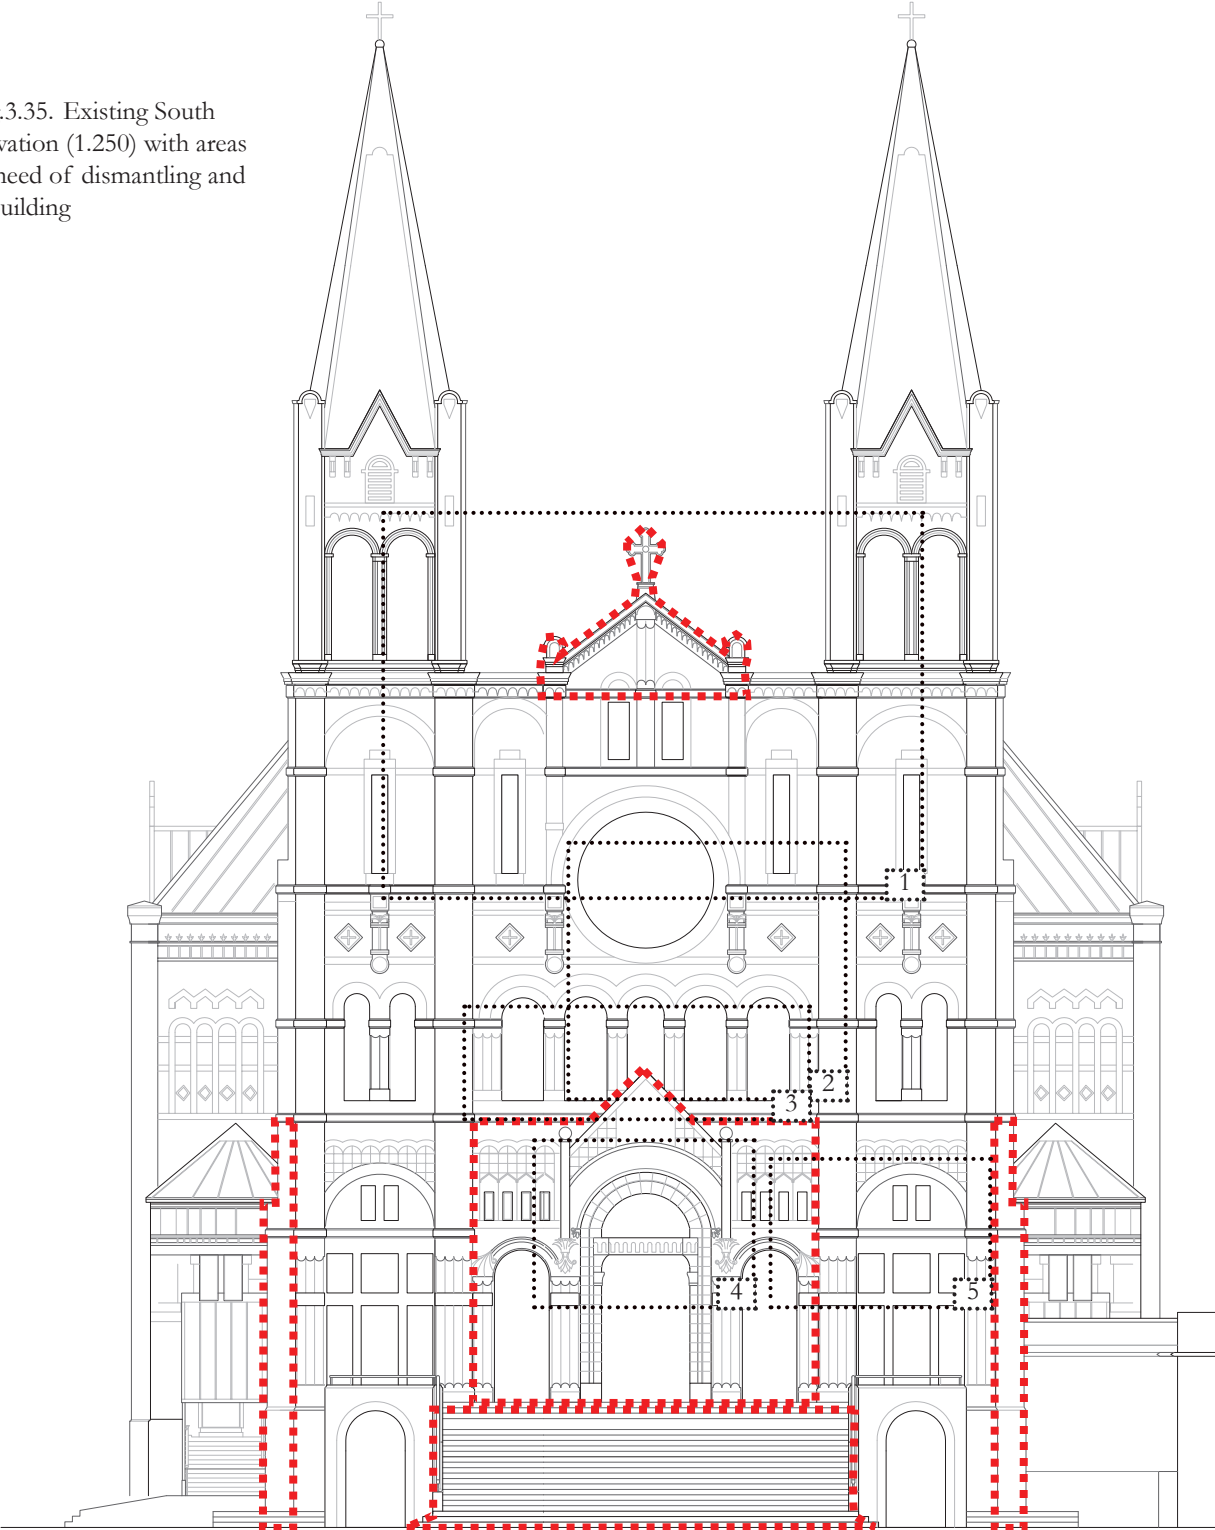 .3.35. Existing South
vation (1.250) with areas
need of dismantling and
uilding
1
2
3
4
5